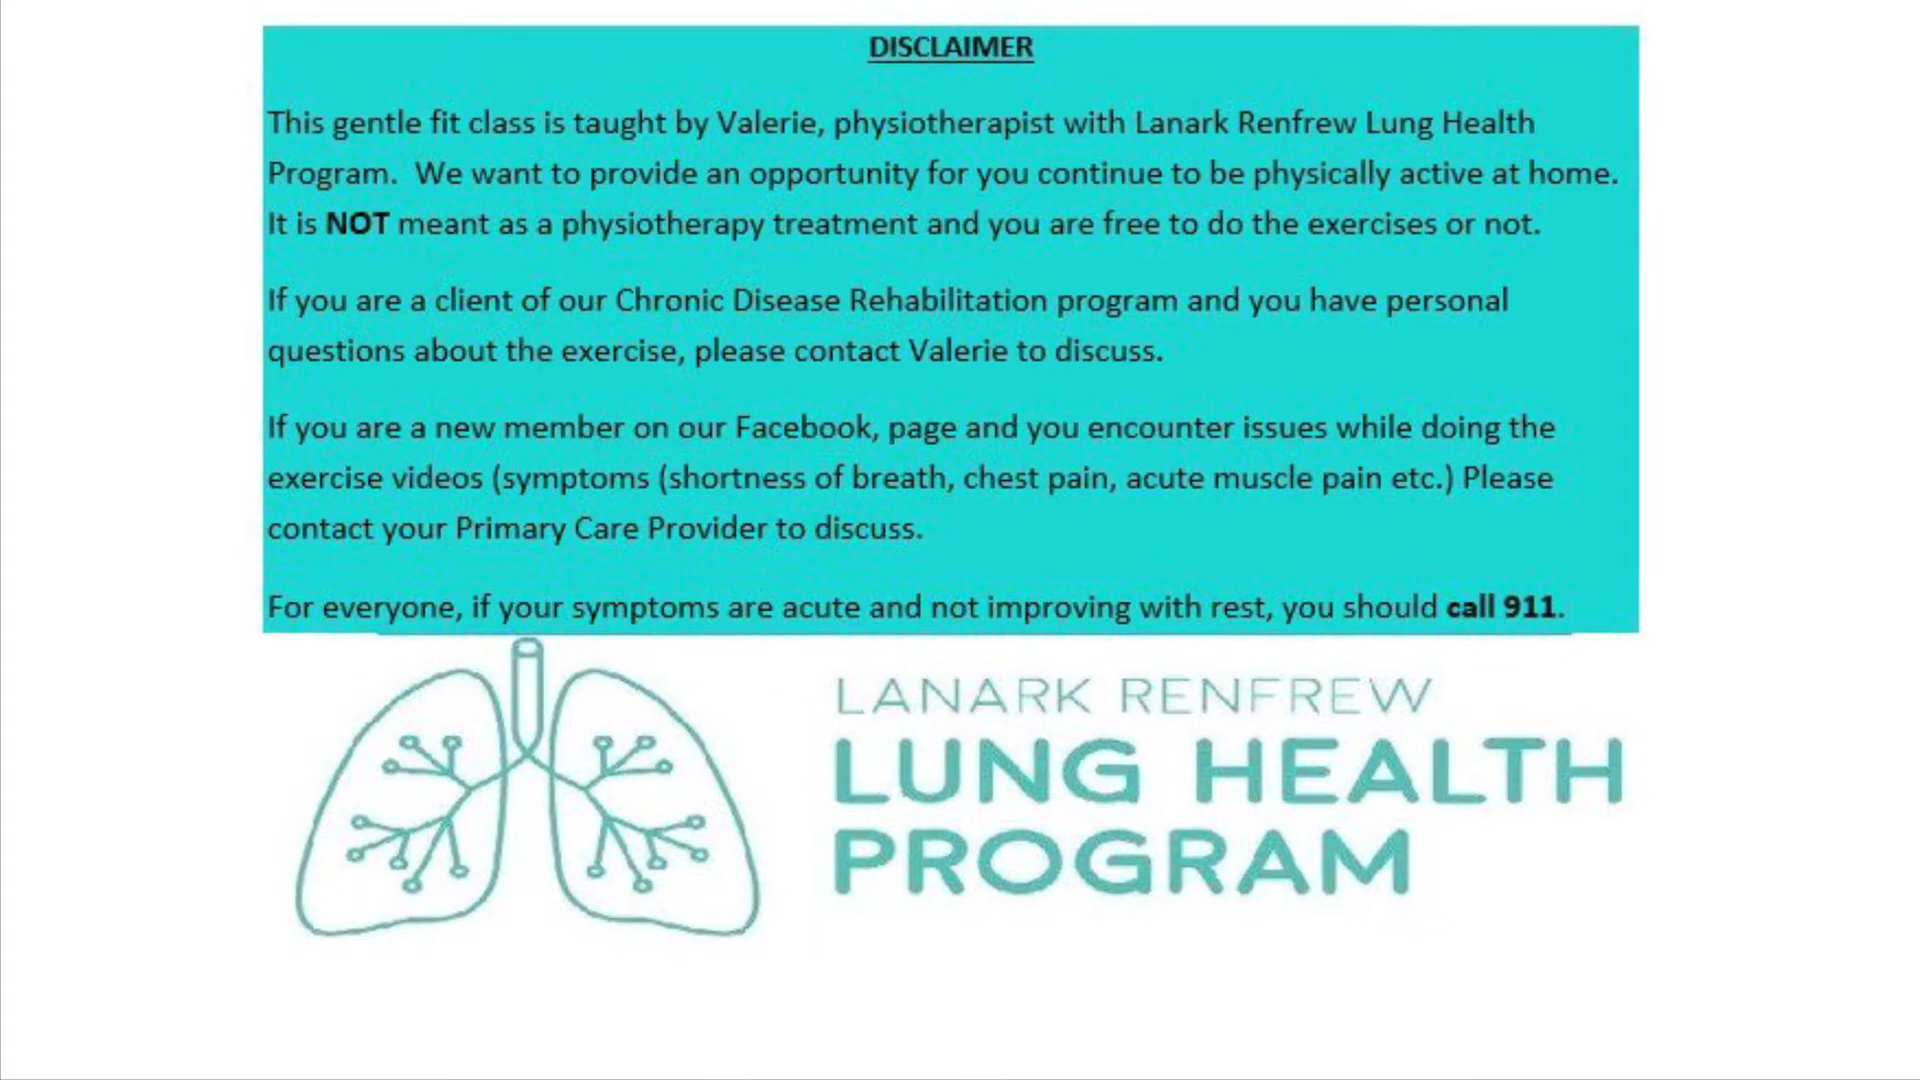 DISCLAIMER
This gentle fit class is taught by Valerie, physiotherapist with Lanark Renfrew Lung Health
Program.  We want to provide an opportunity for you continue to be physically active at home.
It is NOT meant as a physiotherapy treatment and you are free to do the exercises or not.
If you are a client of our Chronic Disease Rehabilitation program and you have personal
questions about the exercise, please contact Valerie to discuss.
If you are a new member on our Facebook, page and you encounter issues while doing the
exercise videos (symptoms (shortness of breath, chest pain, acute muscle pain etc.) Please
contact your Primary Care Provider to discuss.
For everyone, if your symptoms are acute and not improving with rest, you should call 911.
LANARK RENFREW
LUNG HEALTH
PROGRAM